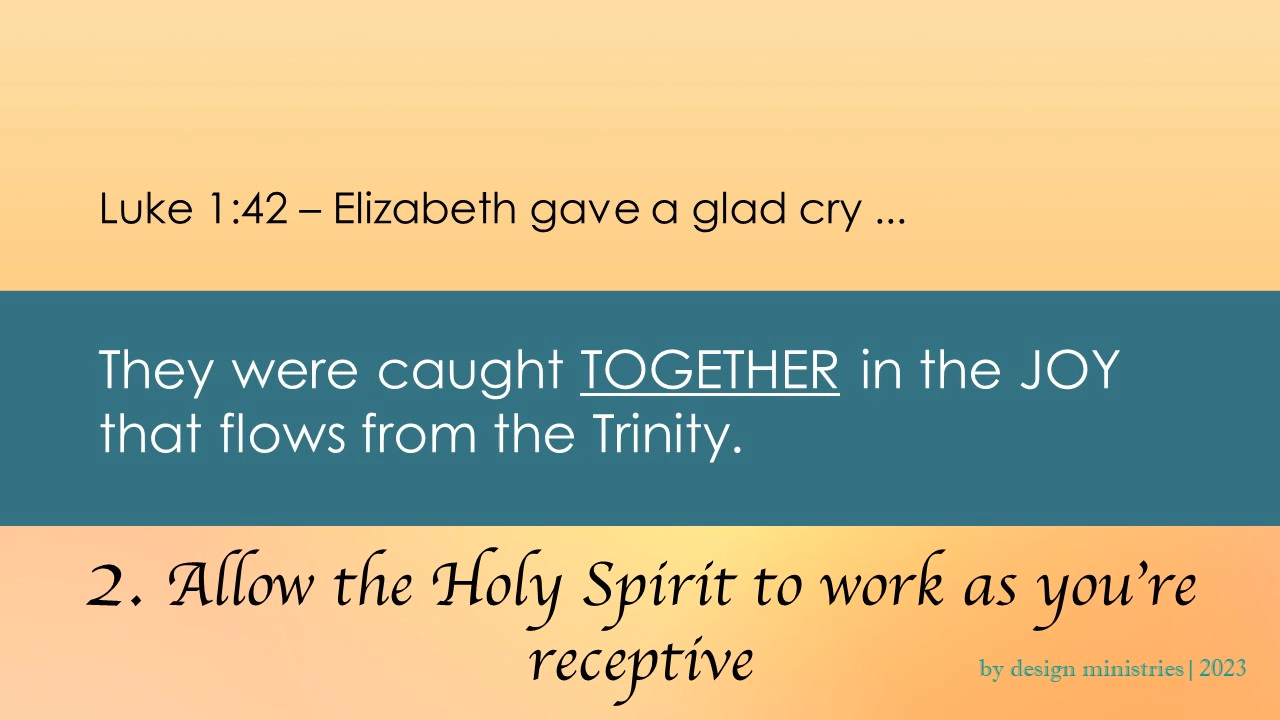 Luke 1:42 – Elizabeth gave a glad cry ...
They were caught TOGETHER in the JOY
that flows from the Trinity.
2. Allow the Holy Spirit to work as you’re
receptive
by design ministries| 2023